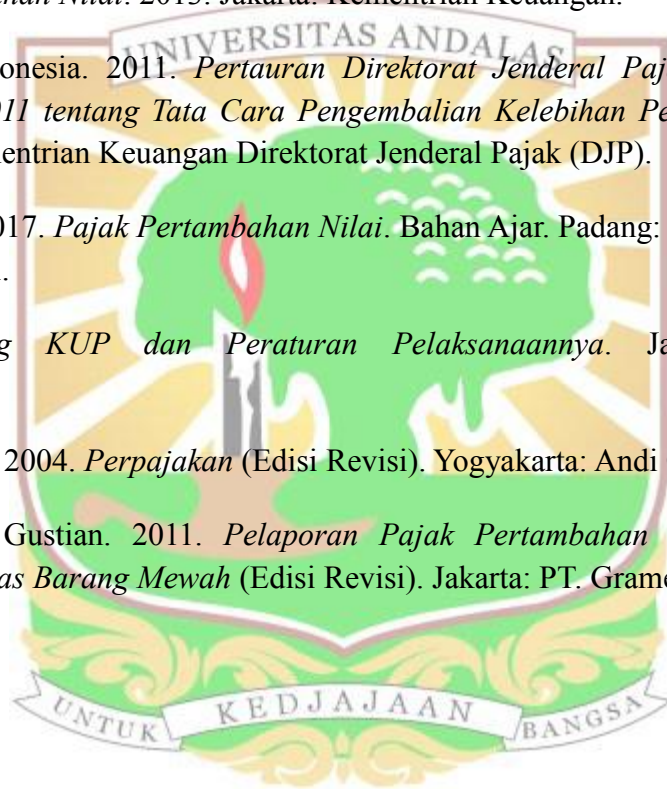 han Nilai. 2013. Jakarta: Kementrian Keuangan.
UNIVERSITAS ANDALAS
onesia. 2011. Pertauran Direktorat Jenderal Paj
011 tentang Tata Cara Pengembalian Kelebihan Pe
entrian Keuangan Direktorat Jenderal Pajak (DJP).
017. Pajak Pertambahan Nilai. Bahan Ajar. Padang:
g KUP dan Peraturan Pelaksanaannya. Ja
2004. Perpajakan (Edisi Revisi). Yogyakarta: Andi
Gustian. 2011. Pelaporan Pajak Pertambahan
as Barang Mewah (Edisi Revisi). Jakarta: PT. Grame
UNTUK KEDJAJAAN BANGSA